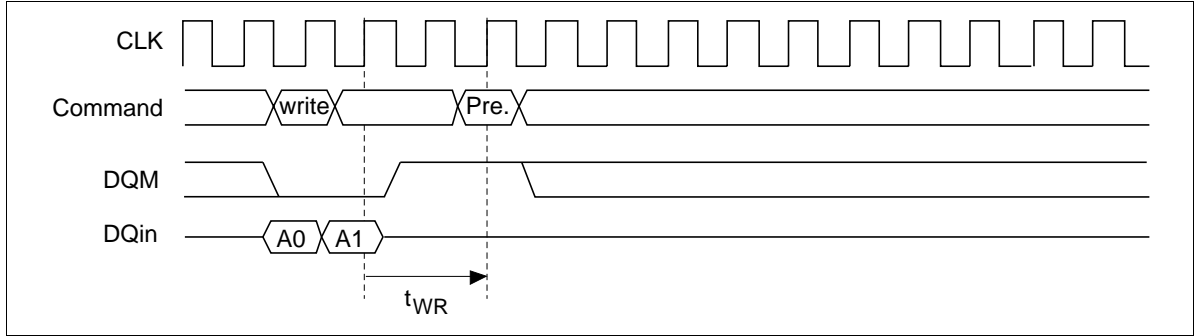 CLK
Command
write
Pre.
DQM
DQin
A0
A1
tWR